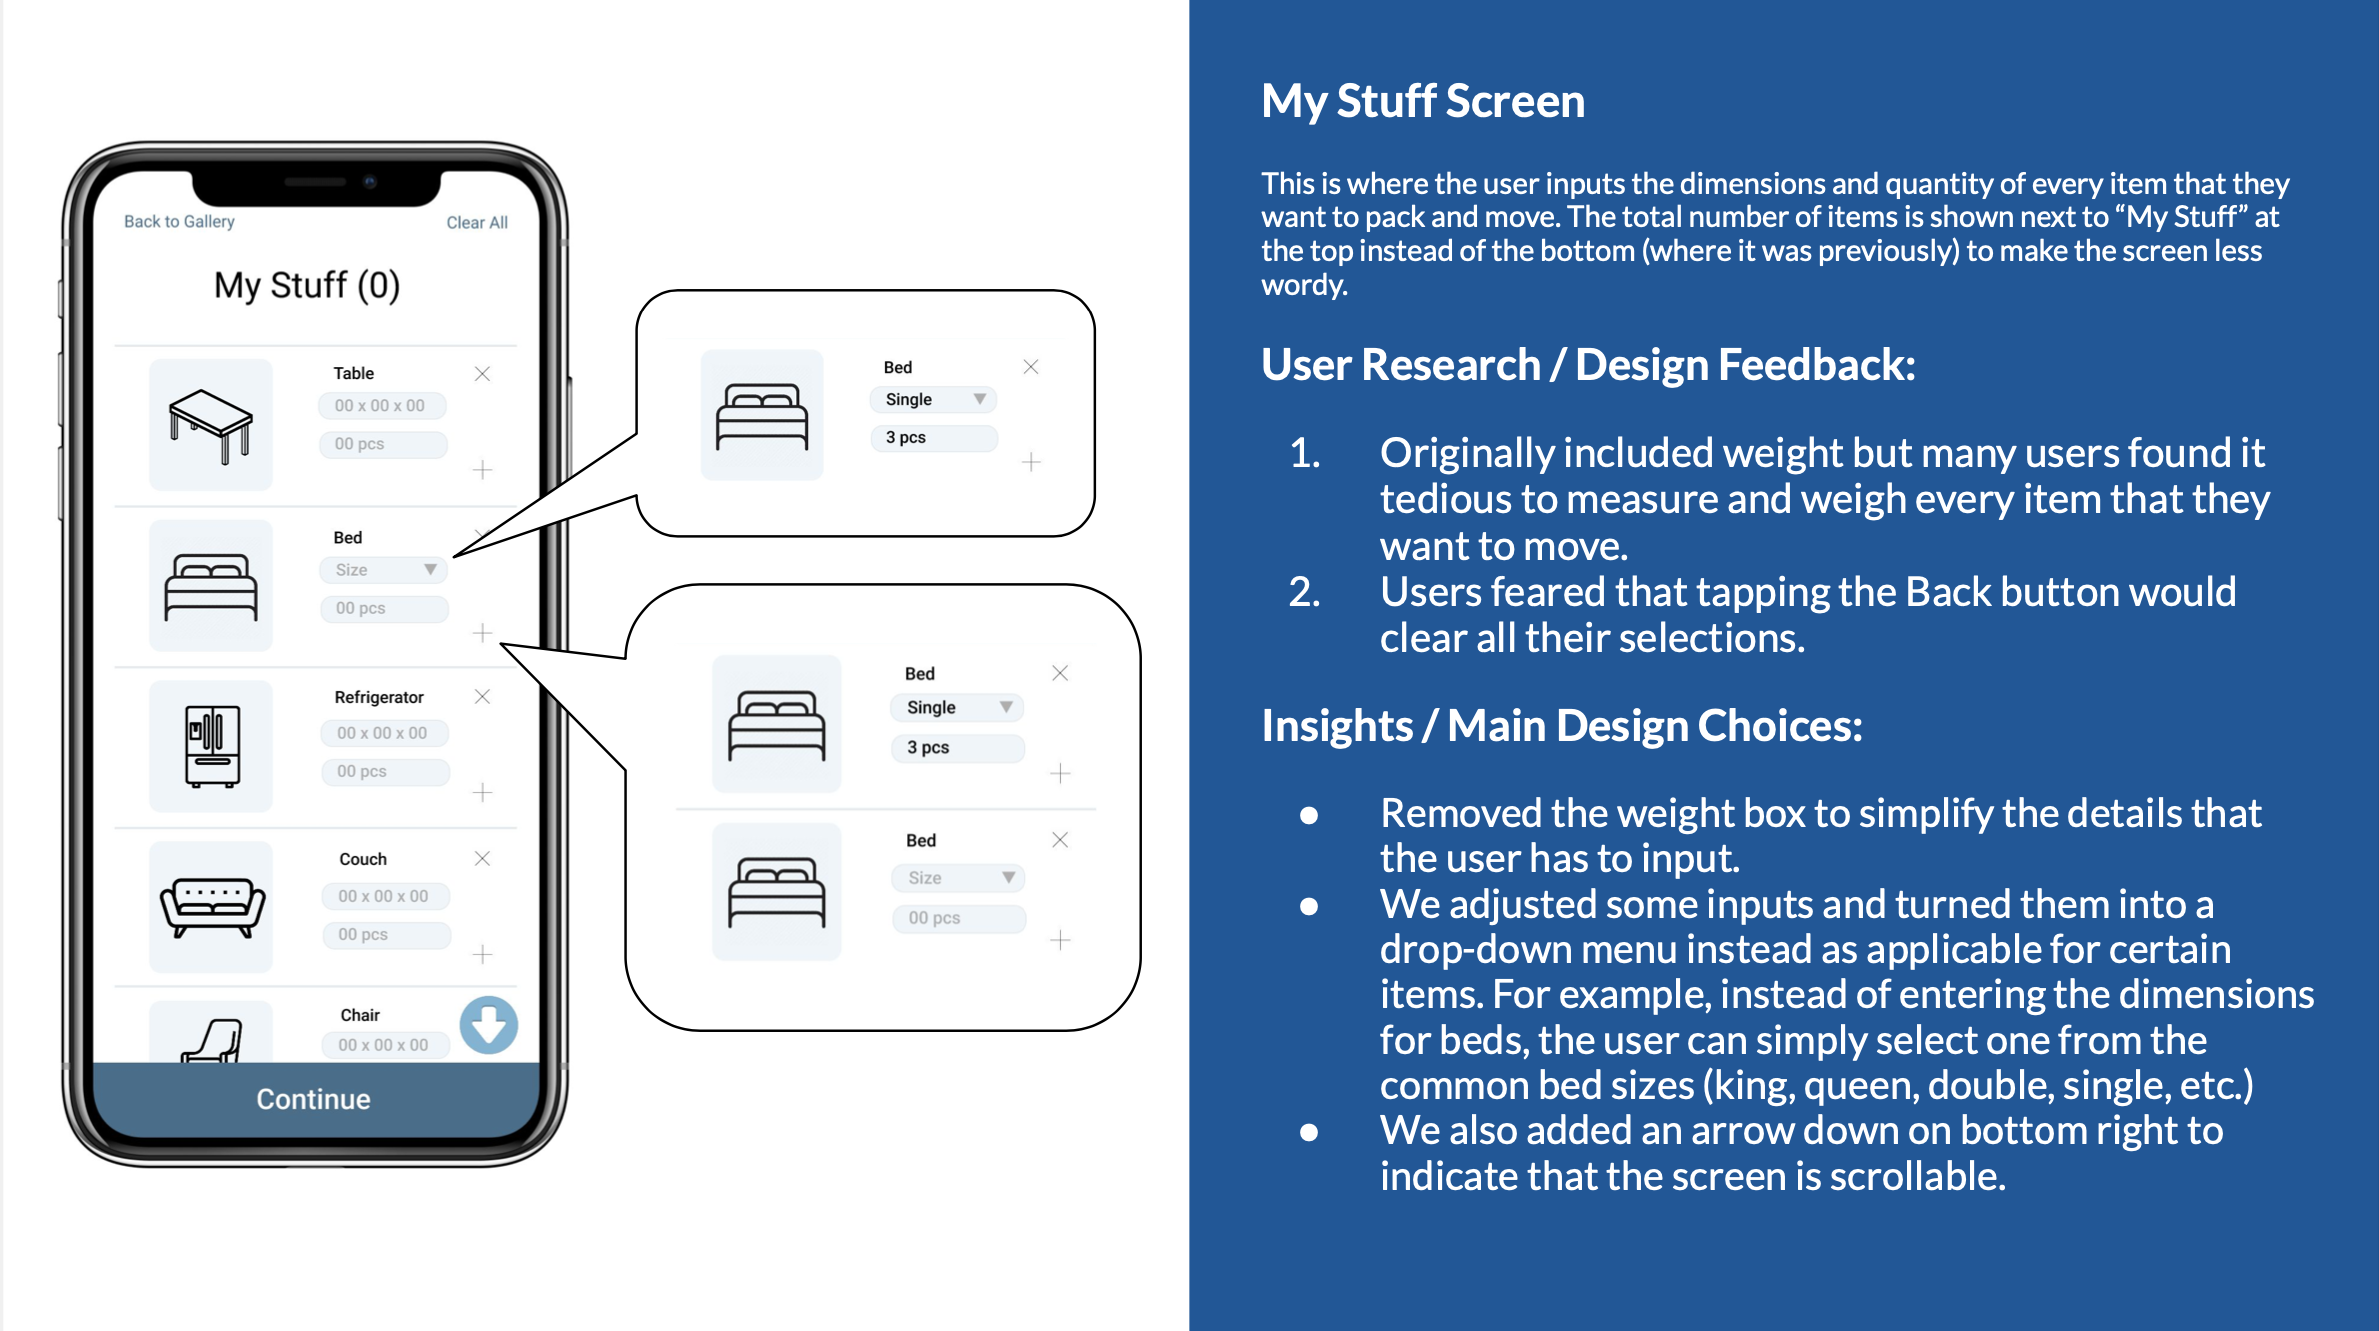 Back to Gallery
Clear All
My Stuff (0)
Table
00 x 00 x 00
00 pcs
Bed
Size
00 pcs
Refrigerator
00 x 00 x 00
00 pcs
Couch
00 x 00 x 00
00 pcs
Chair
00 x 00 x 00
Continue
Bed
Single
3 pcs
Bed
Single
3 pcs
Bed
Size
00 pcs
My Stuff Screen
This is where the user inputs the dimensions and quantity of every item that they
want to pack and move. The total number of items is shown next to “My Stuff” at
the top instead of the bottom (where it was previously) to make the screen less
wordy.
User Research / Design Feedback:
1. Originally included weight but many users found it
tedious to measure and weigh every item that they
want to move.
2. Users feared that tapping the Back button would
clear all their selections.
Insights / Main Design Choices:
● Removed the weight box to simplify the details that
the user has to input.
● We adjusted some inputs and turned them into a
drop-down menu instead as applicable for certain
items. For example, instead of entering the dimensions
for beds, the user can simply select one from the
common bed sizes (king, queen, double, single, etc.)
● We also added an arrow down on bottom right to
indicate that the screen is scrollable.